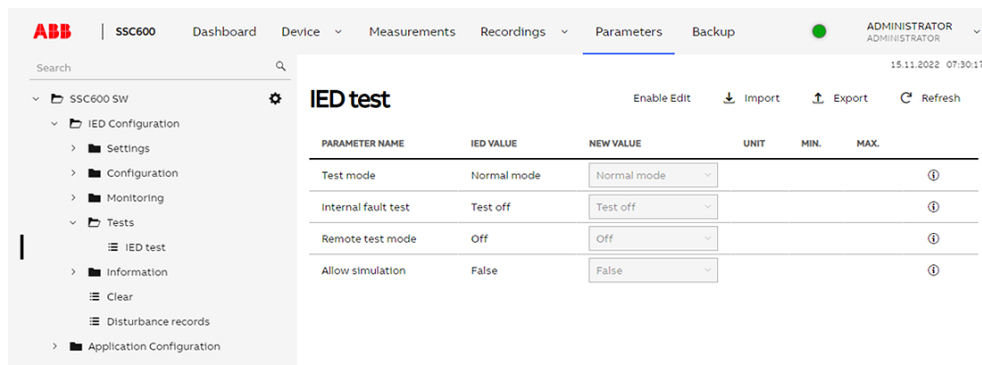 ABB SSC600 Dashboard Device Measurements Recordings Parameters Backup ADMINISTRATOR
ADMINISTRATOR
15.11.2022 07:30:17
Search
SSC600 SW
IED Configuration
Settings
Configuration
Monitoring
Tests
IED test
Information
Clear
Disturbance records
Application Configuration
IED test Enable Edit Import Export Refresh
PARAMETER NAME IED VALUE NEW VALUE UNIT MIN. MAX.
Test mode Normal mode Normal mode
Internal fault test Test off Test off
Remote test mode Off Off
Allow simulation False False